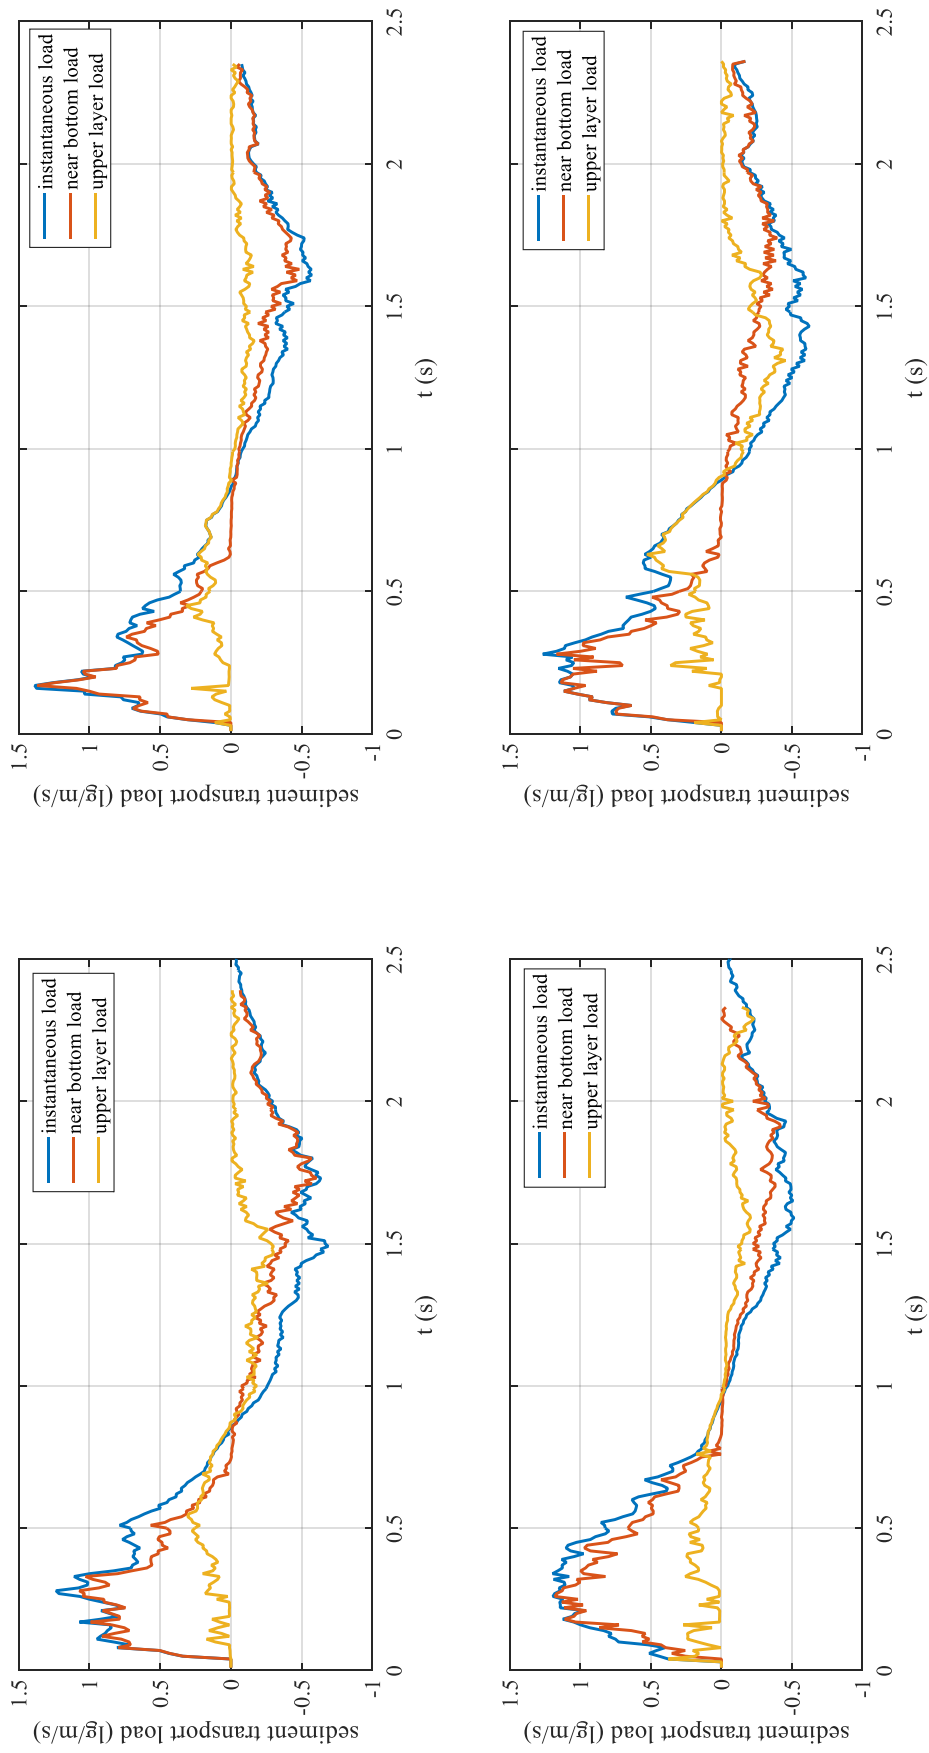 sediment transport load (lg/m/s)
1.5
1
0.5
0
-0.5
-1
instantaneous load
near bottom load
upper layer load
0 0.5 1 1.5 2 2.5
t (s)
sediment transport load (lg/m/s)
1.5
1
0.5
0
-0.5
-1
instantaneous load
near bottom load
upper layer load
0 0.5 1 1.5 2 2.5
t (s)
sediment transport load (lg/m/s)
1.5
1
0.5
0
-0.5
-1
instantaneous load
near bottom load
upper layer load
0 0.5 1 1.5 2 2.5
t (s)
sediment transport load (lg/m/s)
1.5
1
0.5
0
-0.5
-1
instantaneous load
near bottom load
upper layer load
0 0.5 1 1.5 2 2.5
t (s)